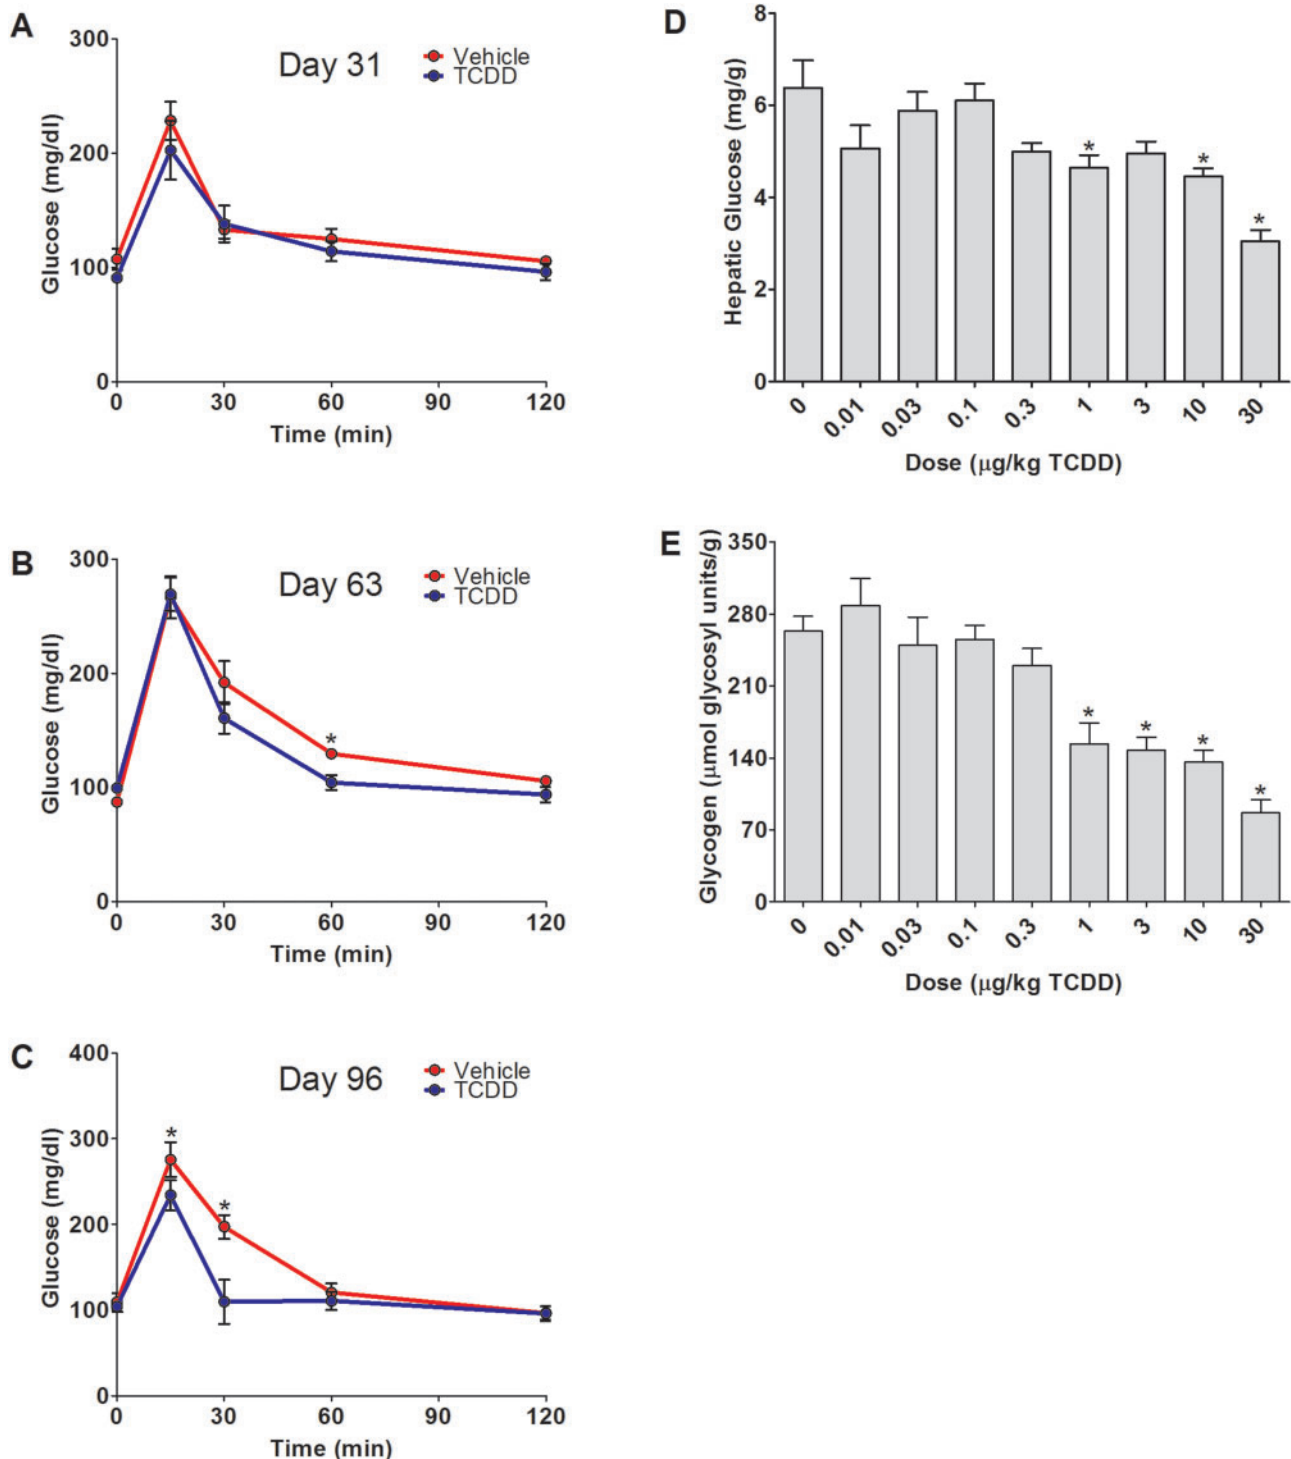 A
Day 31
Vehicle
TCDD
Glucose (mg/dl)
300
200
100
0
0 30 60 90 120
Time (min)
B
Day 63
Vehicle
TCDD
Glucose (mg/dl)
300
200
100
0
*
0 30 60 90 120
Time (min)
C
Day 96
Vehicle
TCDD
Glucose (mg/dl)
400
300
200
100
0
* *
0 30 60 90 120
Time (min)
D
Hepatic Glucose (mg/g)
8
6
4
2
0
* * *
0 0.01 0.03 0.1 0.3 1 3 10 30
Dose (μg/kg TCDD)
E
Glycogen (μmol glycosyl units/g)
350
280
210
140
70
0
* * * *
0 0.01 0.03 0.1 0.3 1 3 10 30
Dose (μg/kg TCDD)